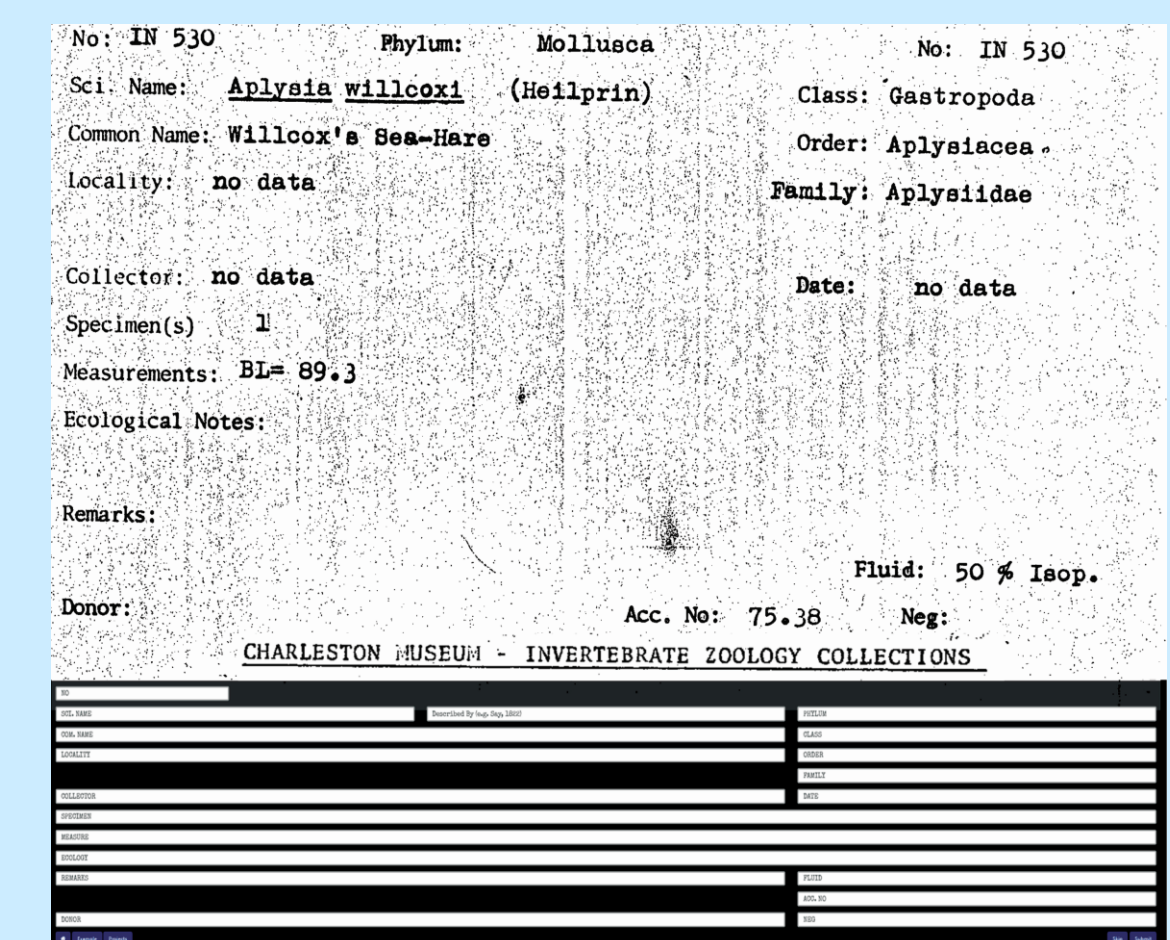 No: IN 530 Phylum: Mollusca No: IN 530
Sci. Name: Aplysia willcoxi (Heilprin) Class: Gastropoda
Common Name: Willcox's Sea-Hare Order: Aplysiacea
Locality: no data Family: Aplysiidae
Collector: no data Date: no data
Specimen(s) 1
Measurements: BL= 89.3
Ecological Notes:
Remarks:
Fluid: 50 % Isop.
Donor: Acc. No: 75.38 Neg:
CHARLESTON MUSEUM - INVERTEBRATE ZOOLOGY COLLECTIONS
NO
SCI. NAME Described By (e.g. Say, 1822) PHYLUM
COM. NAME CLASS
LOCALITY ORDER
FAMILY
COLLECTOR DATE
SPECIMEN
MEASURE
ECOLOGY
REMARKS FLUID
ACC. NO
DONOR NEG
Skip Submit